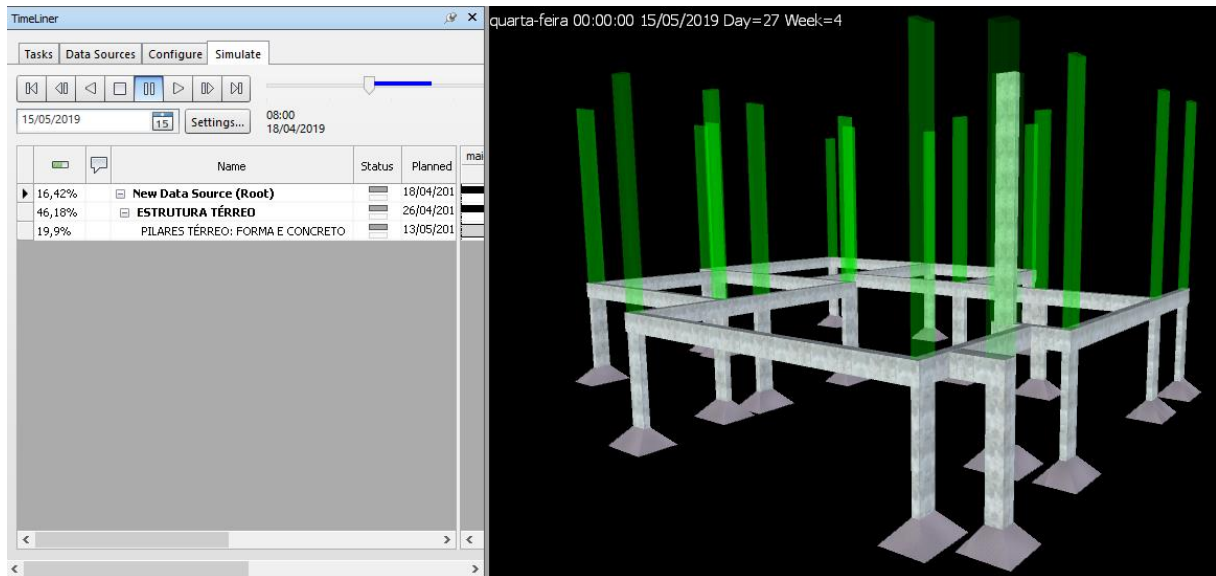 TimeLiner
quarta-feira 00:00:00 15/05/2019 Day=27 Week=4
Tasks Data Sources Configure Simulate
15/05/2019 15 Settings... 08:00
18/04/2019
Name Status Planned mai
16,42% New Data Source (Root) 18/04/201
46,18% ESTRUTURA TÉRREO 26/04/201
19,9% PILARES TÉRREO: FORMA E CONCRETO 13/05/201